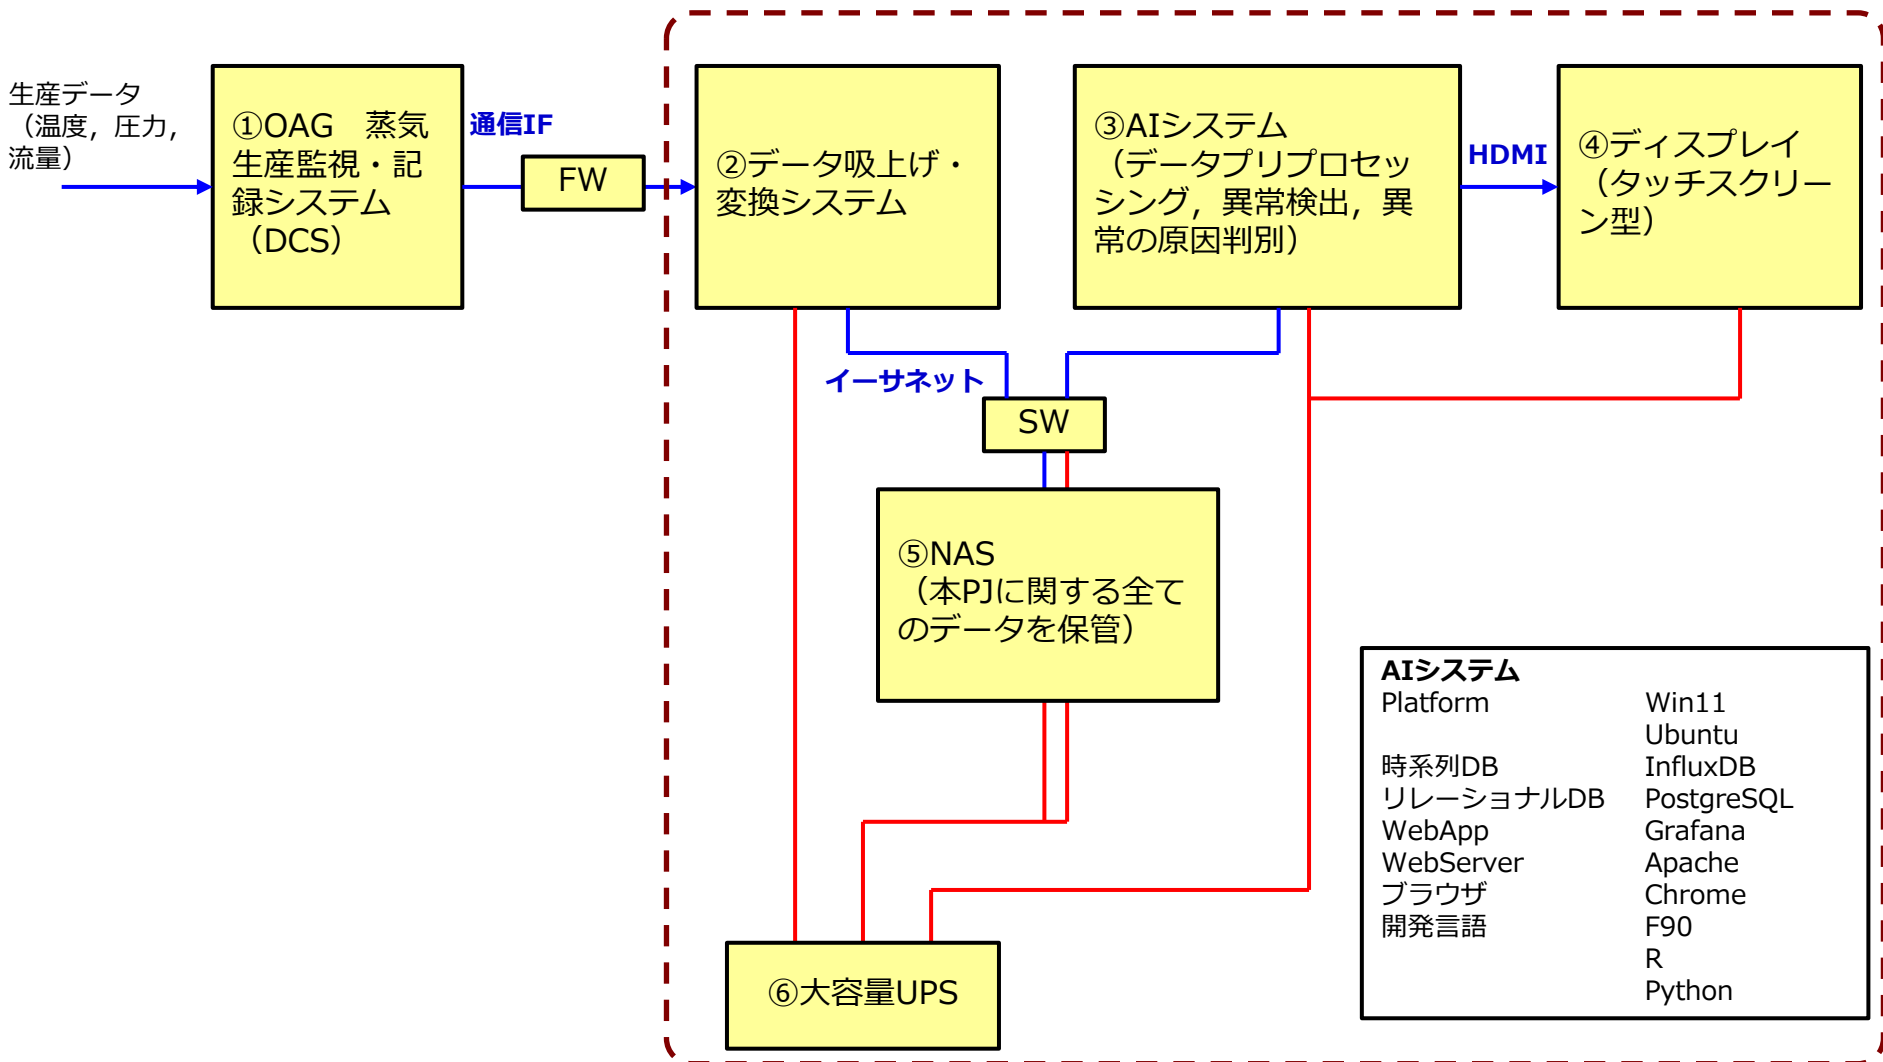 生産データ
（温度，圧力，
流量）
①OAG　蒸気
生産監視・記
録システム
（DCS）
通信IF
FW
②データ吸上げ・
変換システム
③AIシステム
（データプリプロセッ
シング，異常検出，異
常の原因判別）
HDMI
④ディスプレイ
（タッチスクリー
ン型）
イーサネット
SW
⑤NAS
（本PJに関する全て
のデータを保管）
⑥大容量UPS
AIシステム
Platform Win11
Ubuntu
時系列DB InfluxDB
リレーショナルDB PostgreSQL
WebApp Grafana
WebServer Apache
ブラウザ Chrome
開発言語 F90
R
Python